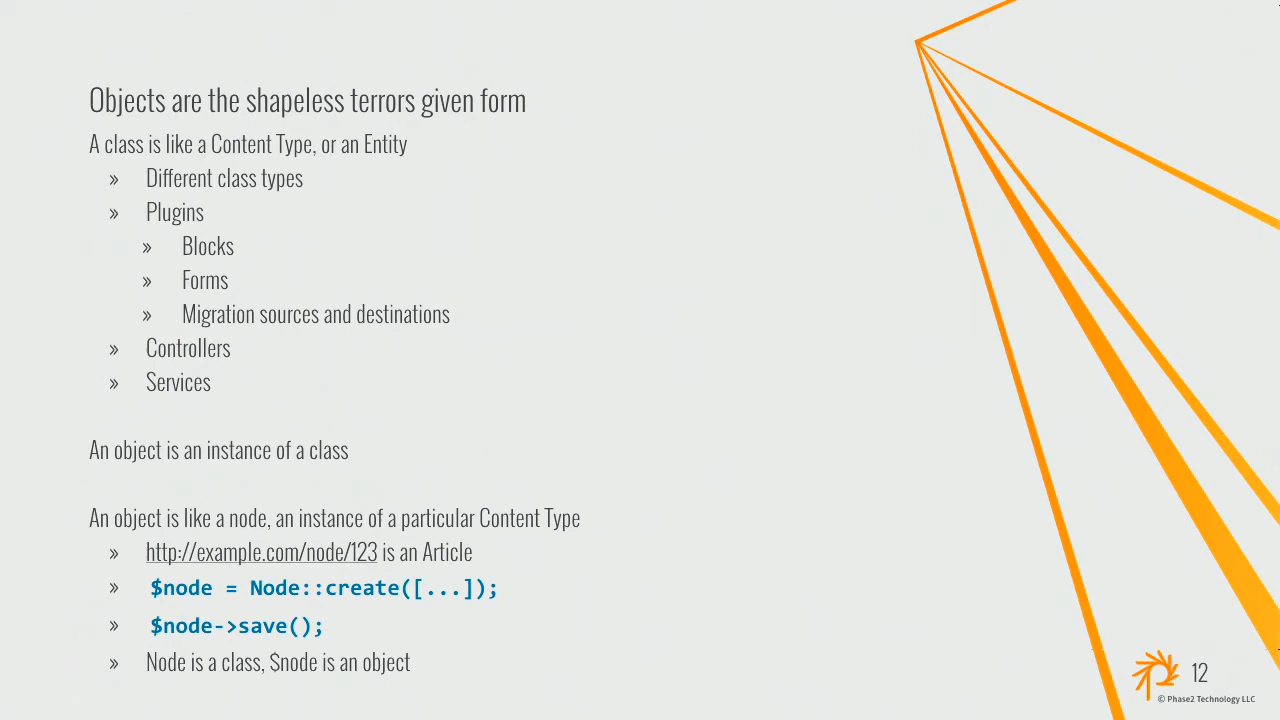 Objects are the shapeless terrors given form
A class is like a Content Type, or an Entity
» Different class types
» Plugins
» Blocks
» Forms
» Migration sources and destinations
» Controllers
» Services
An object is an instance of a class
An object is like a node, an instance of a particular Content Type
» http://example.com/node/123 is an Article
» $node = Node::create([...]);
» $node->save();
» Node is a class, $node is an object
12
© Phase2 Technology LLC